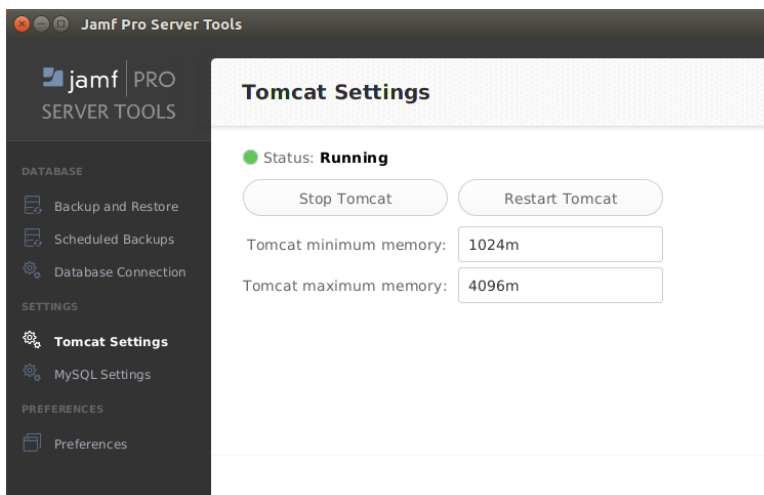 Jamf Pro Server Tools
jamf PRO
SERVER TOOLS
DATABASE
Backup and Restore
Scheduled Backups
Database Connection
SETTINGS
Tomcat Settings
MySQL Settings
PREFERENCES
Preferences
Tomcat Settings
Status: Running
Stop Tomcat Restart Tomcat
Tomcat minimum memory: 1024m
Tomcat maximum memory: 4096m